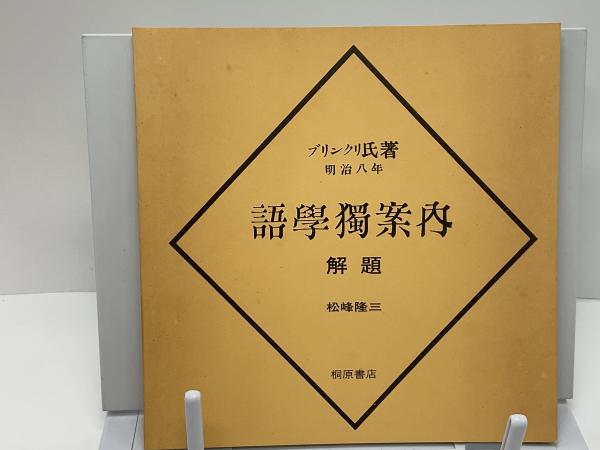 ブリンクリ氏著
明治八年
語學獨案内
解題
松峰隆三
桐原書店